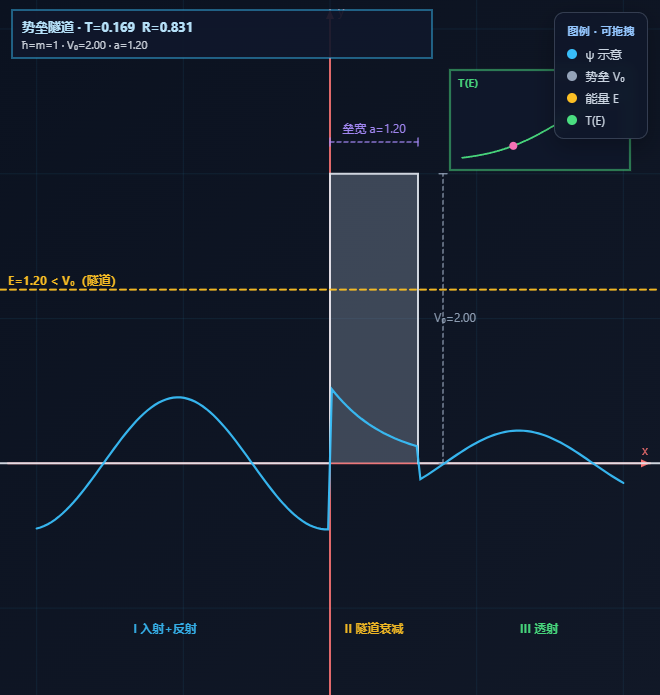 势垒隧道 · T=0.169 R=0.831
ħ=m=1 · V₀=2.00 · a=1.20
图例 · 可拖拽
ψ 示意
势垒 V₀
能量 E
T(E)
T(E)
垒宽 a=1.20
E=1.20 < V₀（隧道）
V₀=2.00
x
I 入射+反射
II 隧道衰减
III 透射